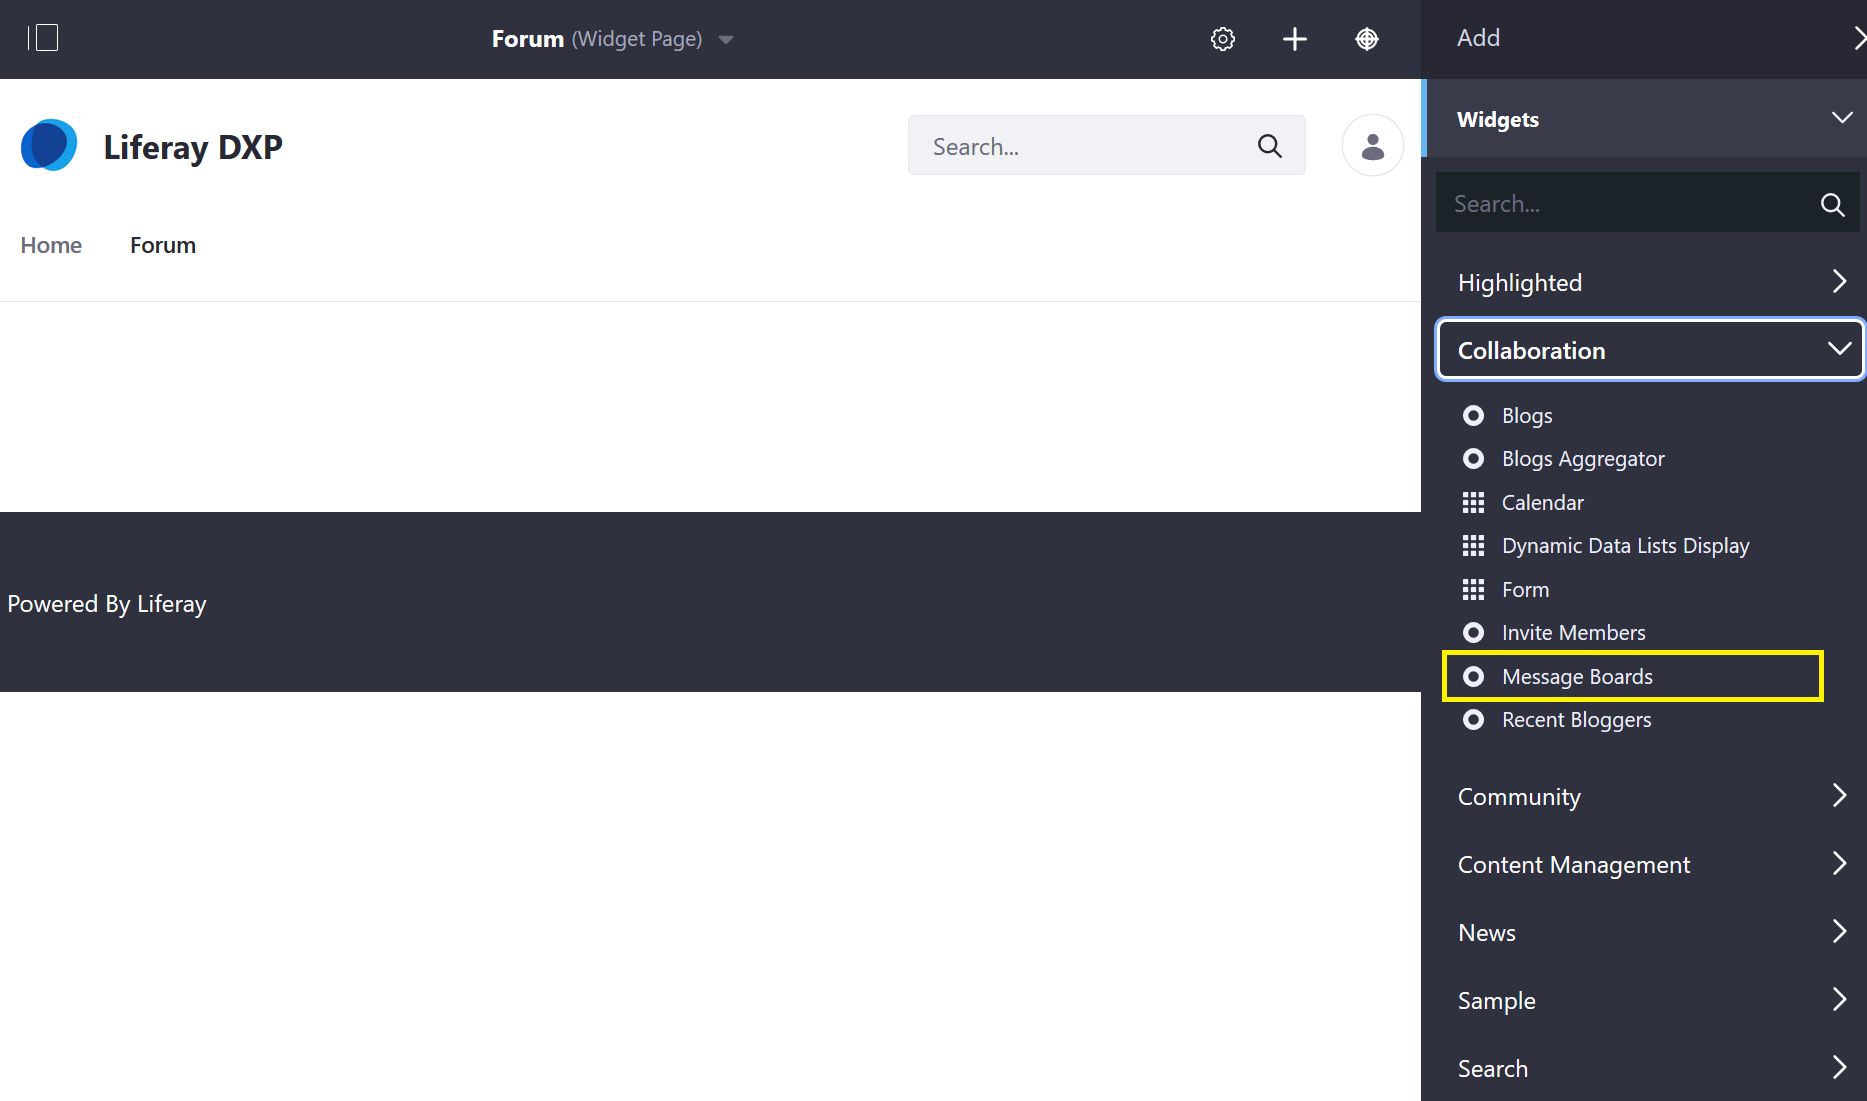 Forum (Widget Page)
Add
Liferay DXP
Search...
Home
Forum
Powered By Liferay
Widgets
Search...
Highlighted
Collaboration
Blogs
Blogs Aggregator
Calendar
Dynamic Data Lists Display
Form
Invite Members
Message Boards
Recent Bloggers
Community
Content Management
News
Sample
Search